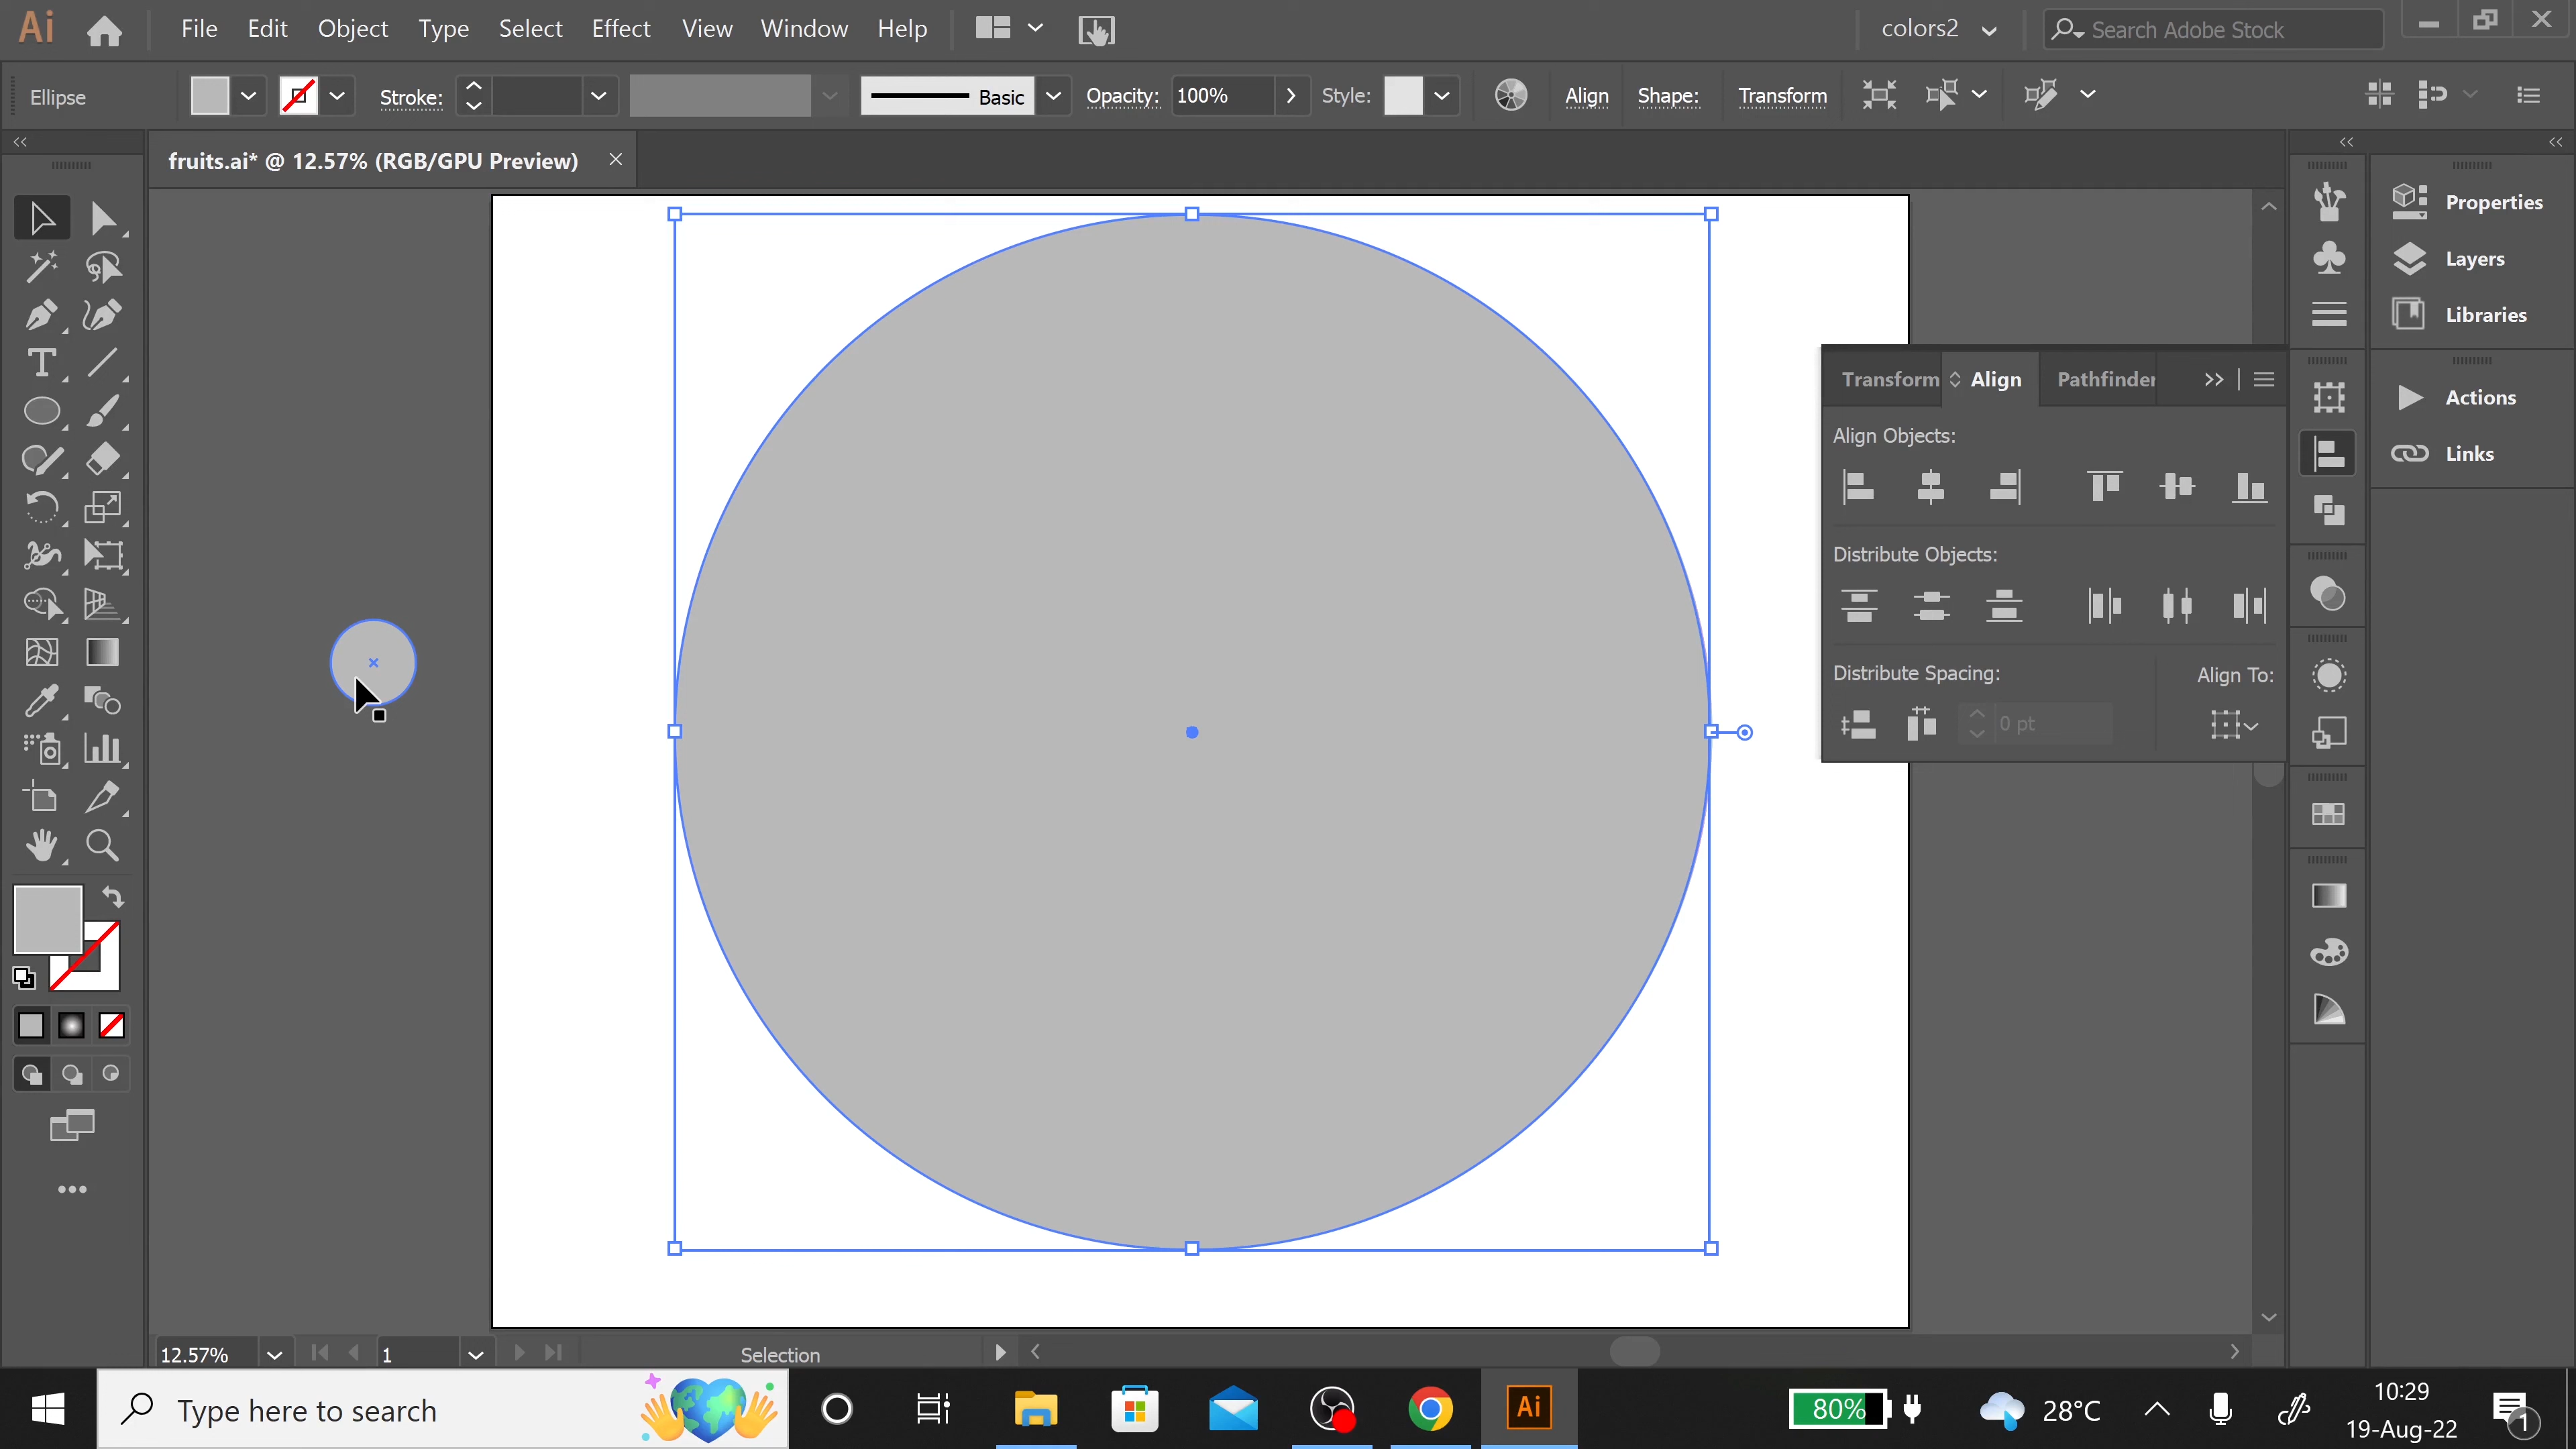 Ai File Edit Object Type Select Effect View Window Help colors2 Search Adobe Stock
Ellipse Stroke: Basic Opacity: 100% Style: Align Shape: Transform
fruits.ai* @ 12.57% (RGB/GPU Preview)
Properties
Layers
Libraries
Actions
Links
Transform Align Pathfinder
Align Objects:
Distribute Objects:
Distribute Spacing: Align To:
0 pt
12.57% 1 Selection
Type here to search
Ai
80% 28°C 10:29
19-Aug-22
1